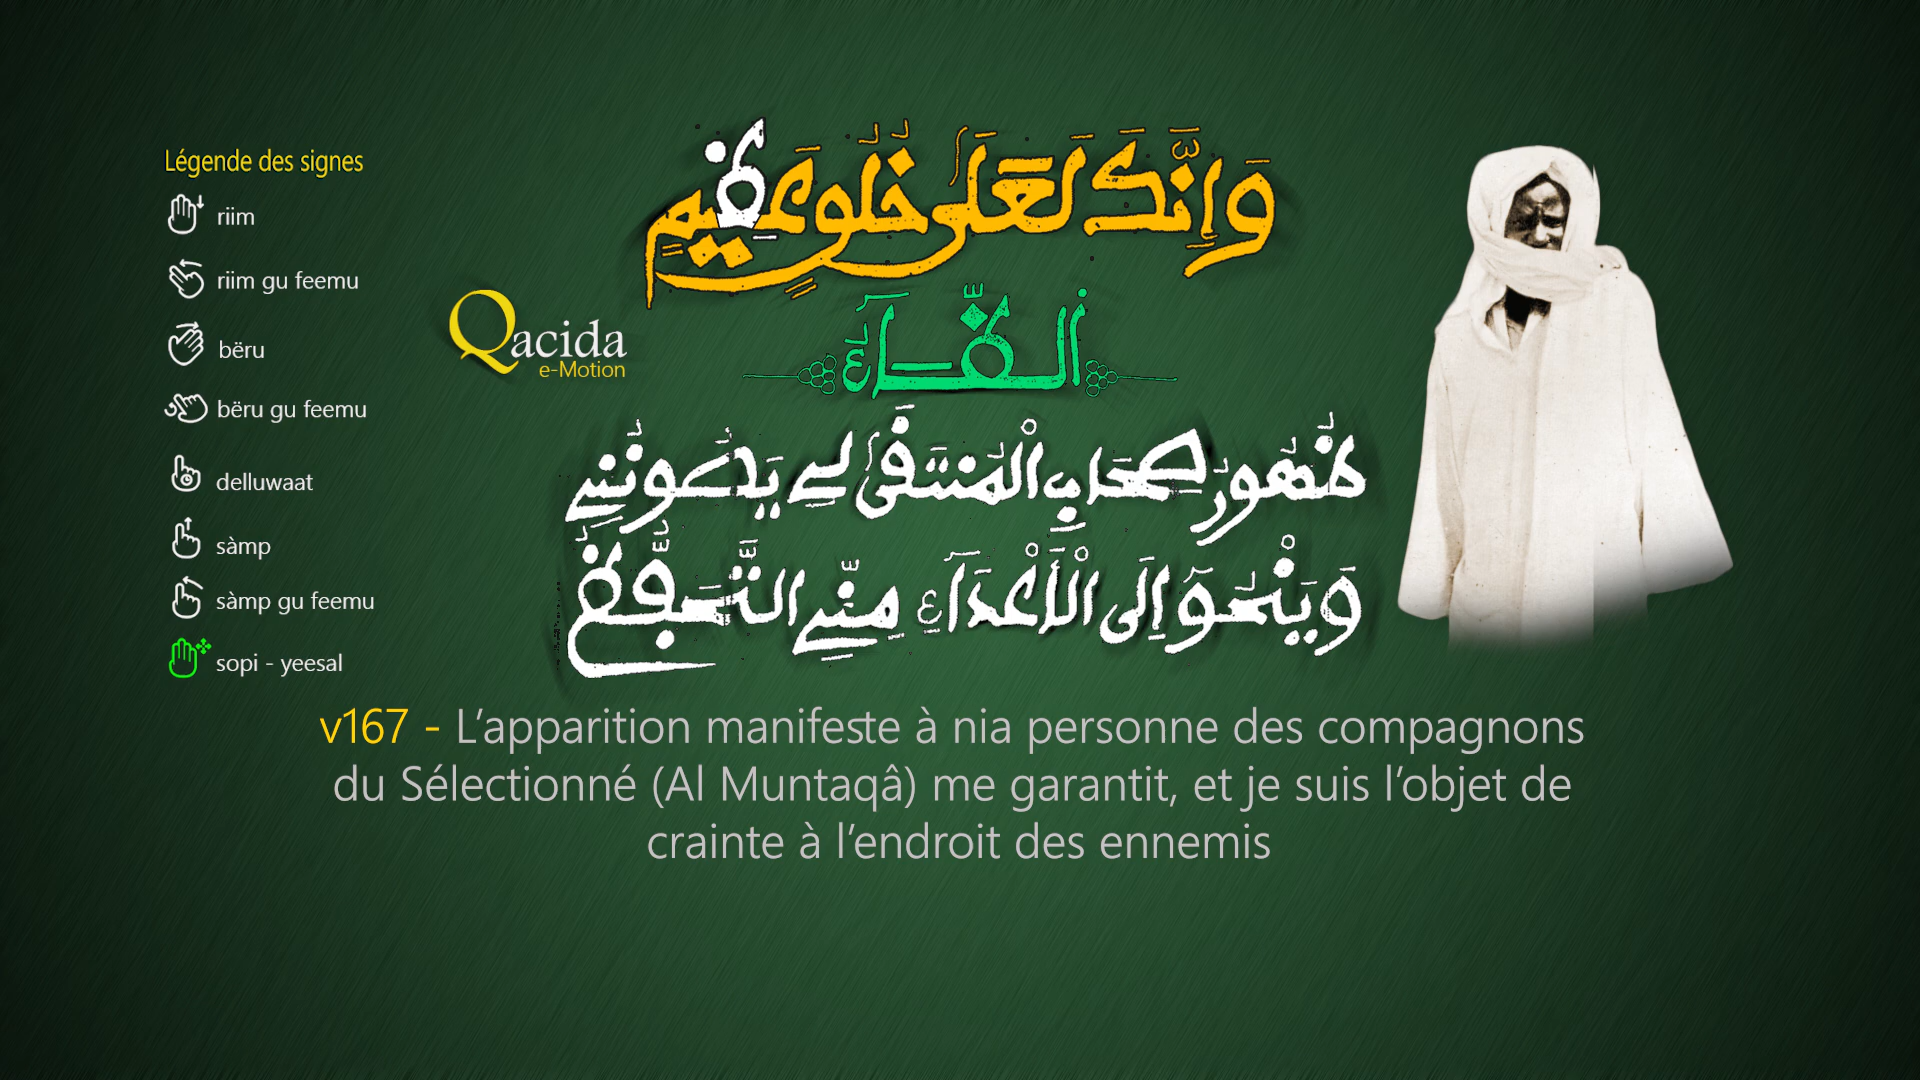 Légende des signes
riim
riim gu feemu
bëru
bëru gu feemu
delluwaat
sàmp
sàmp gu feemu
sopi - yeesal
Qacida
e-Motion
وَإِنَّكَ لَعَلَىٰ خُلُقٍ عَظِيمٍ
الظَّاءُ
ظُهُورُ صِحَابِ الْمُنْتَقَىٰ لِي يَدُ
وَيَنْحُو إِلَى الْأَعْدَاءِ مِنِّي التَّحَفُّظُ
v167 - L'apparition manifeste à nia personne des compagnons
du Sélectionné (Al Muntaqâ) me garantit, et je suis l'objet de
crainte à l'endroit des ennemis